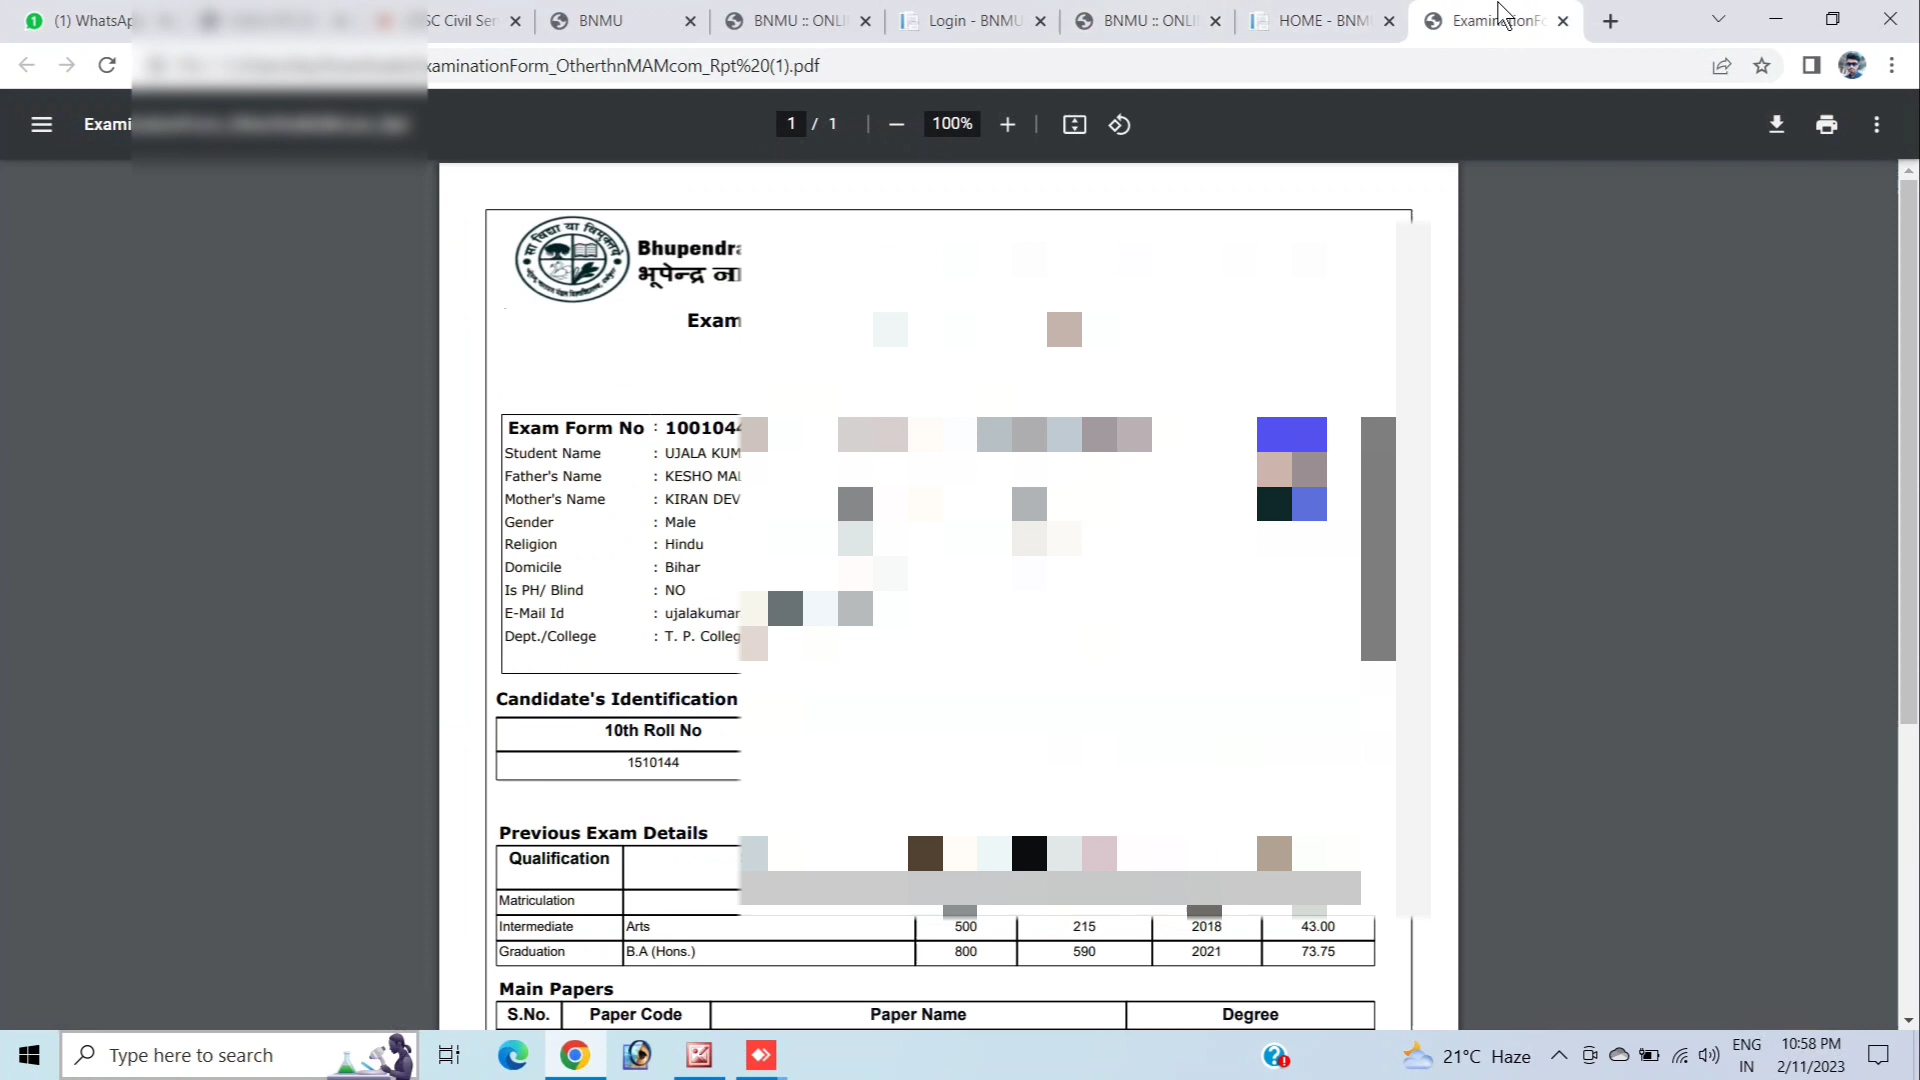 (1) WhatsAp
SC Civil Ser
BNMU
BNMU :: ONLI
Login - BNMU
BNMU :: ONLI
HOME - BNM
ExaminationFo
xaminationForm_OtherthnMAMcom_Rpt%20(1).pdf
Exami
1 / 1
100%
Bhupendra
भूपेन्द्र ना
Exam
Exam Form No : 1001044
Student Name : UJALA KUM
Father's Name : KESHO MAL
Mother's Name : KIRAN DEV
Gender : Male
Religion : Hindu
Domicile : Bihar
Is PH/ Blind : NO
E-Mail Id : ujalakumar
Dept./College : T. P. Colleg
Candidate's Identification
10th Roll No
1510144
Previous Exam Details
Qualification
Matriculation
Intermediate Arts 500 215 2018 43.00
Graduation B.A (Hons.) 800 590 2021 73.75
Main Papers
S.No. Paper Code Paper Name Degree
Type here to search
21°C Haze
ENG
IN
10:58 PM
2/11/2023